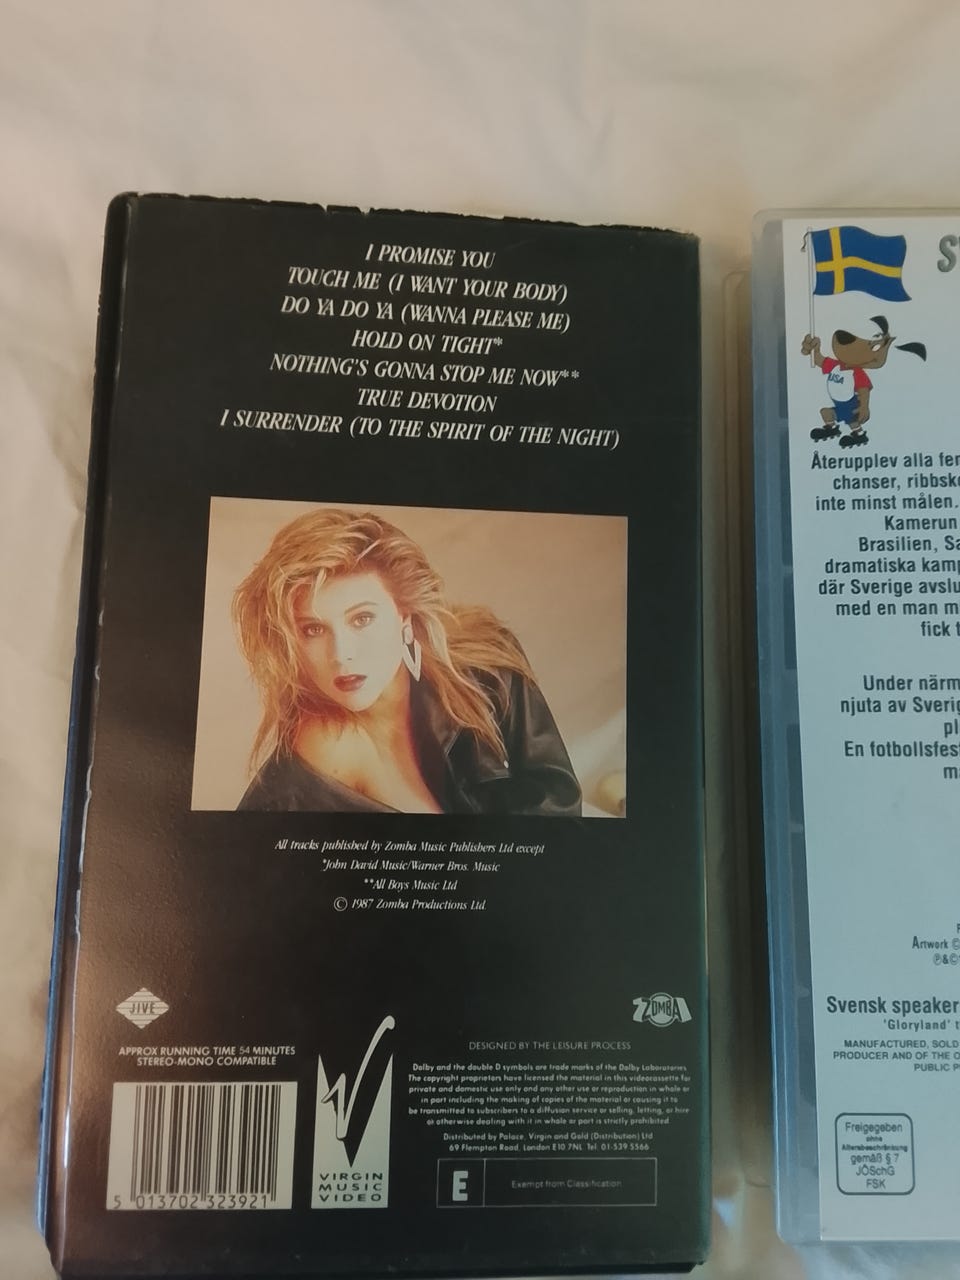 I PROMISE YOU
TOUCH ME (I WANT YOUR BODY)
DO YA DO YA (WANNA PLEASE ME)
HOLD ON TIGHT*
NOTHING'S GONNA STOP ME NOW**
TRUE DEVOTION
I SURRENDER (TO THE SPIRIT OF THE NIGHT)
All tracks published by Zomba Music Publishers Ltd except
*John David Music/Warner Bros. Music
**All Boys Music Ltd
© 1987 Zomba Productions Ltd.
JIVE
ZOMBA
APPROX RUNNING TIME 54 MINUTES
STEREO-MONO COMPATIBLE
5 013702 323921
VIRGIN
MUSIC
VIDEO
DESIGNED BY THE LEISURE PROCESS
Dolby and the double D symbols are trade marks of the Dolby Laboratories
The copyright proprietors have licensed the material in this videocassette for
private and domestic use only and any other use or reproduction in whole or
in part including the making of copies of the material or causing it to
be transmitted to subscribers to a diffusion service or selling, letting, or hire
or otherwise dealing with it in whole or part is strictly prohibited
Distributed by Palace, Virgin and Gold (Distribution) Ltd
69 Flempton Road, London E10 7NL Tel: 01-539 5566
E
Exempt from Classification
USA
Återupplev alla
chanser,
inte minst målen.
Kamerun
Brasilien,
dramatiska
där Sverige
med en man
fick
Under
njuta av
En
Artwork ©
℗&©
Svensk
'Gloryland'
MANUFACTURED, SOLD
PRODUCER AND OF THE
PUBLIC
Freigegeben
ohne
Altersbeschränkung
gemäß § 7
JÖSchG
FSK